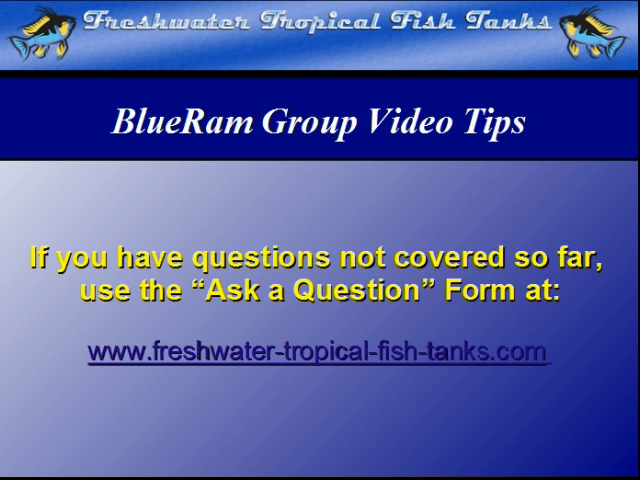 Freshwater Tropical Fish Tanks
BlueRam Group Video Tips
If you have questions not covered so far,
use the “Ask a Question” Form at:
www.freshwater-tropical-fish-tanks.com